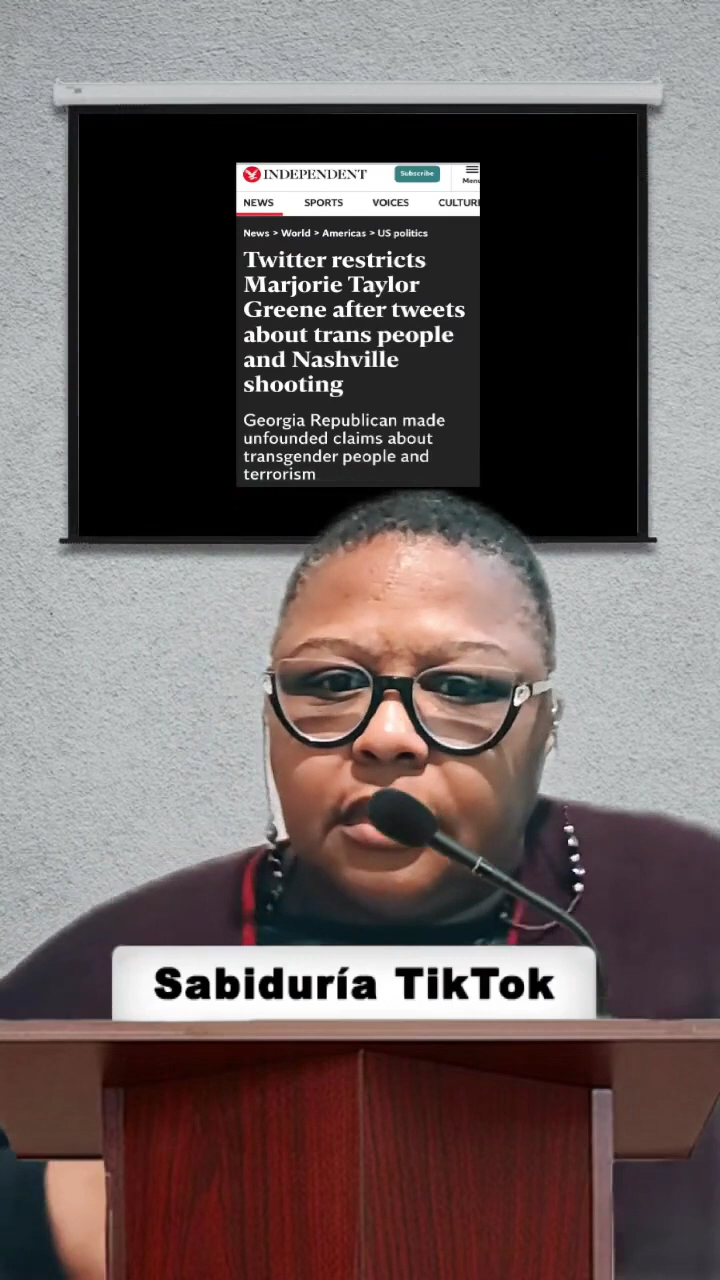 INDEPENDENT
Subscribe
Menu
NEWS SPORTS VOICES CULTURE
News > World > Americas > US politics
Twitter restricts
Marjorie Taylor
Greene after tweets
about trans people
and Nashville
shooting
Georgia Republican made
unfounded claims about
transgender people and
terrorism
Sabiduría TikTok